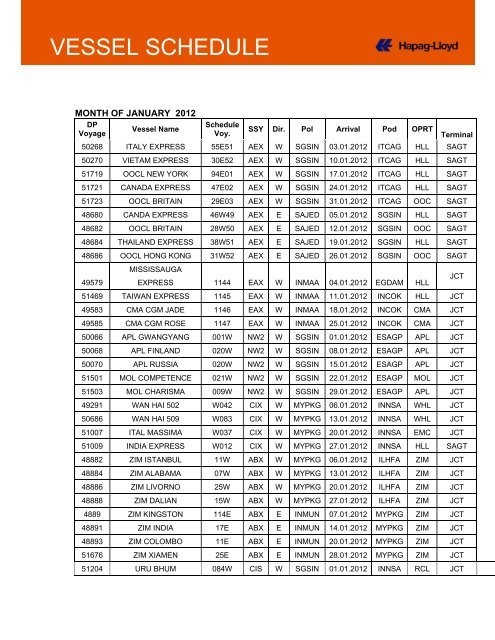 VESSEL SCHEDULE
Hapag-Lloyd
MONTH OF JANUARY 2012
DP Voyage Vessel Name Schedule Voy. SSY Dir. Pol Arrival Pod OPRT Terminal
50268 ITALY EXPRESS 55E51 AEX W SGSIN 03.01.2012 ITCAG HLL SAGT
50270 VIETAM EXPRESS 30E52 AEX W SGSIN 10.01.2012 ITCAG HLL SAGT
51719 OOCL NEW YORK 94E01 AEX W SGSIN 17.01.2012 ITCAG HLL SAGT
51721 CANADA EXPRESS 47E02 AEX W SGSIN 24.01.2012 ITCAG HLL SAGT
51723 OOCL BRITAIN 29E03 AEX W SGSIN 31.01.2012 ITCAG OOC SAGT
48680 CANDA EXPRESS 46W49 AEX E SAJED 05.01.2012 SGSIN HLL SAGT
48682 OOCL BRITAIN 28W50 AEX E SAJED 12.01.2012 SGSIN OOC SAGT
48684 THAILAND EXPRESS 38W51 AEX E SAJED 19.01.2012 SGSIN HLL SAGT
48686 OOCL HONG KONG 31W52 AEX E SAJED 26.01.2012 SGSIN OOC SAGT
49579 MISSISSAUGA EXPRESS 1144 EAX W INMAA 04.01.2012 EGDAM HLL JCT
51469 TAIWAN EXPRESS 1145 EAX W INMAA 11.01.2012 INCOK HLL JCT
49583 CMA CGM JADE 1146 EAX W INMAA 18.01.2012 INCOK CMA JCT
49585 CMA CGM ROSE 1147 EAX W INMAA 25.01.2012 INCOK CMA JCT
50066 APL GWANGYANG 001W NW2 W SGSIN 01.01.2012 ESAGP APL JCT
50068 APL FINLAND 020W NW2 W SGSIN 08.01.2012 ESAGP APL JCT
50070 APL RUSSIA 020W NW2 W SGSIN 15.01.2012 ESAGP APL JCT
51501 MOL COMPETENCE 021W NW2 W SGSIN 22.01.2012 ESAGP MOL JCT
51503 MOL CHARISMA 009W NW2 W SGSIN 29.01.2012 ESAGP APL JCT
49291 WAN HAI 502 W042 CIX W MYPKG 06.01.2012 INNSA WHL JCT
50686 WAN HAI 509 W083 CIX W MYPKG 13.01.2012 INNSA WHL JCT
51007 ITAL MASSIMA W037 CIX W MYPKG 20.01.2012 INNSA EMC JCT
51009 INDIA EXPRESS W012 CIX W MYPKG 27.01.2012 INNSA HLL SAGT
48882 ZIM ISTANBUL 11W ABX W MYPKG 06.01.2012 ILHFA ZIM JCT
48884 ZIM ALABAMA 07W ABX W MYPKG 13.01.2012 ILHFA ZIM JCT
48886 ZIM LIVORNO 25W ABX W MYPKG 20.01.2012 ILHFA ZIM JCT
48888 ZIM DALIAN 15W ABX W MYPKG 27.01.2012 ILHFA ZIM JCT
4889 ZIM KINGSTON 114E ABX E INMUN 07.01.2012 MYPKG ZIM JCT
48891 ZIM INDIA 17E ABX E INMUN 14.01.2012 MYPKG ZIM JCT
48893 ZIM COLOMBO 11E ABX E INMUN 20.01.2012 MYPKG ZIM JCT
51676 ZIM XIAMEN 25E ABX E INMUN 28.01.2012 MYPKG ZIM JCT
51204 URU BHUM 084W CIS W SGSIN 01.01.2012 INNSA RCL JCT